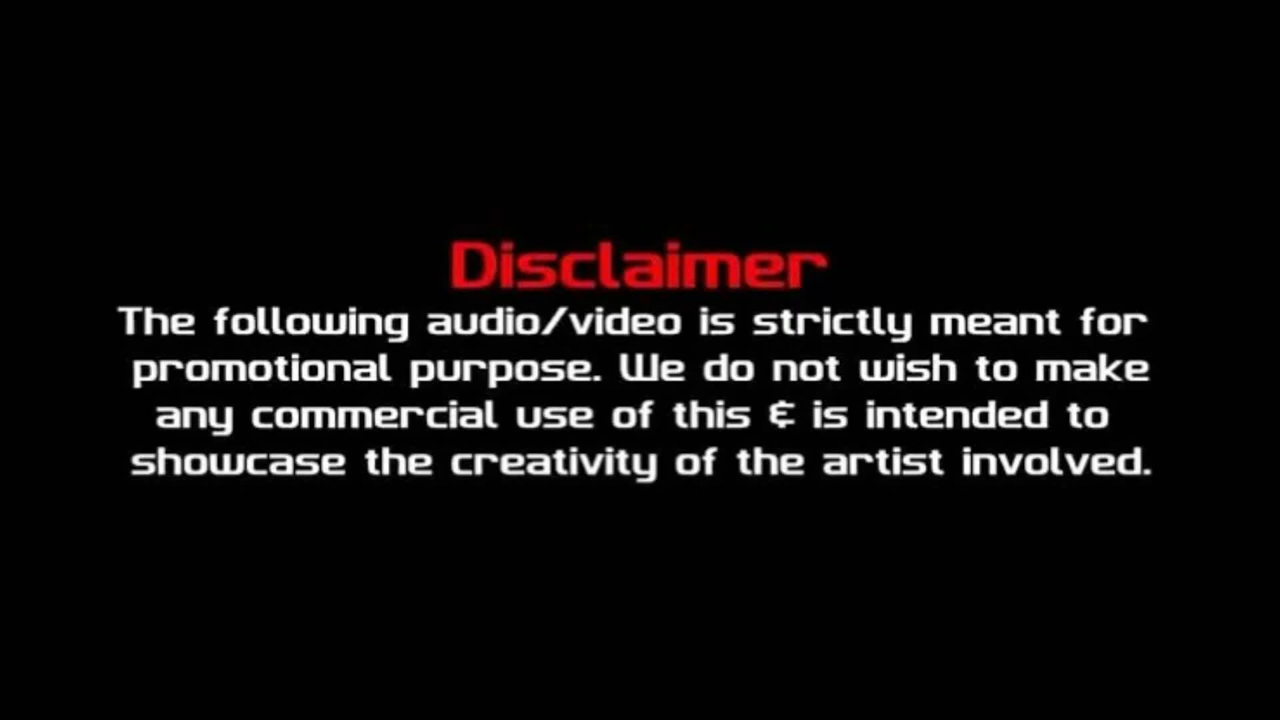 Disclaimer
The following audio/video is strictly meant for
promotional purpose. We do not wish to make
any commercial use of this & is intended to
showcase the creativity of the artist involved.